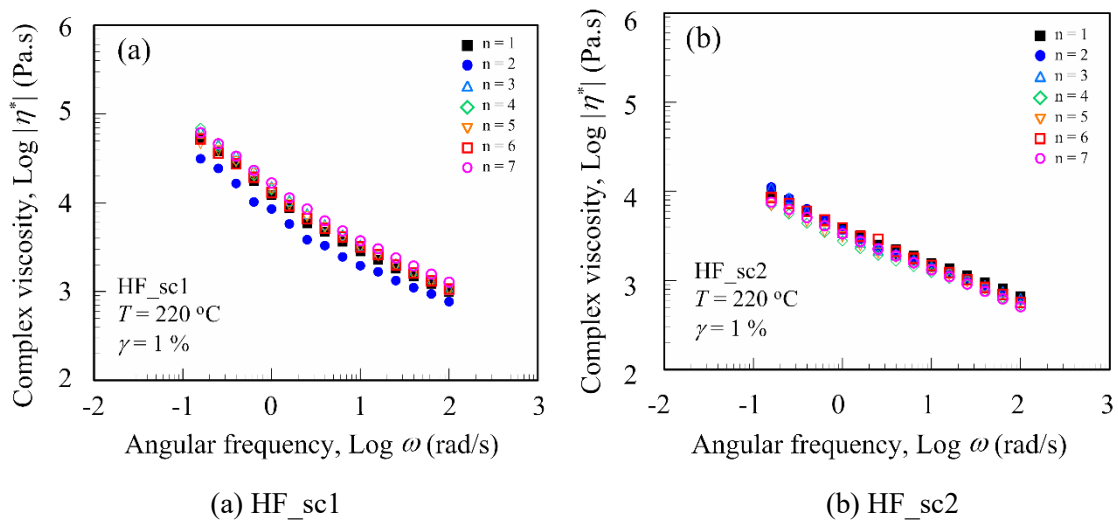 Complex viscosity, Log |η*| (Pa.s)
6
5
4
3
2
(a)
n = 1
n = 2
n = 3
n = 4
n = 5
n = 6
n = 7
HF_sc1
T = 220 °C
γ = 1 %
-2 -1 0 1 2 3
Angular frequency, Log ω (rad/s)
(a) HF_sc1
Complex viscosity, Log |η*| (Pa.s)
6
5
4
3
2
(b)
n = 1
n = 2
n = 3
n = 4
n = 5
n = 6
n = 7
HF_sc2
T = 220 °C
γ = 1 %
-2 -1 0 1 2 3
Angular frequency, Log ω (rad/s)
(b) HF_sc2